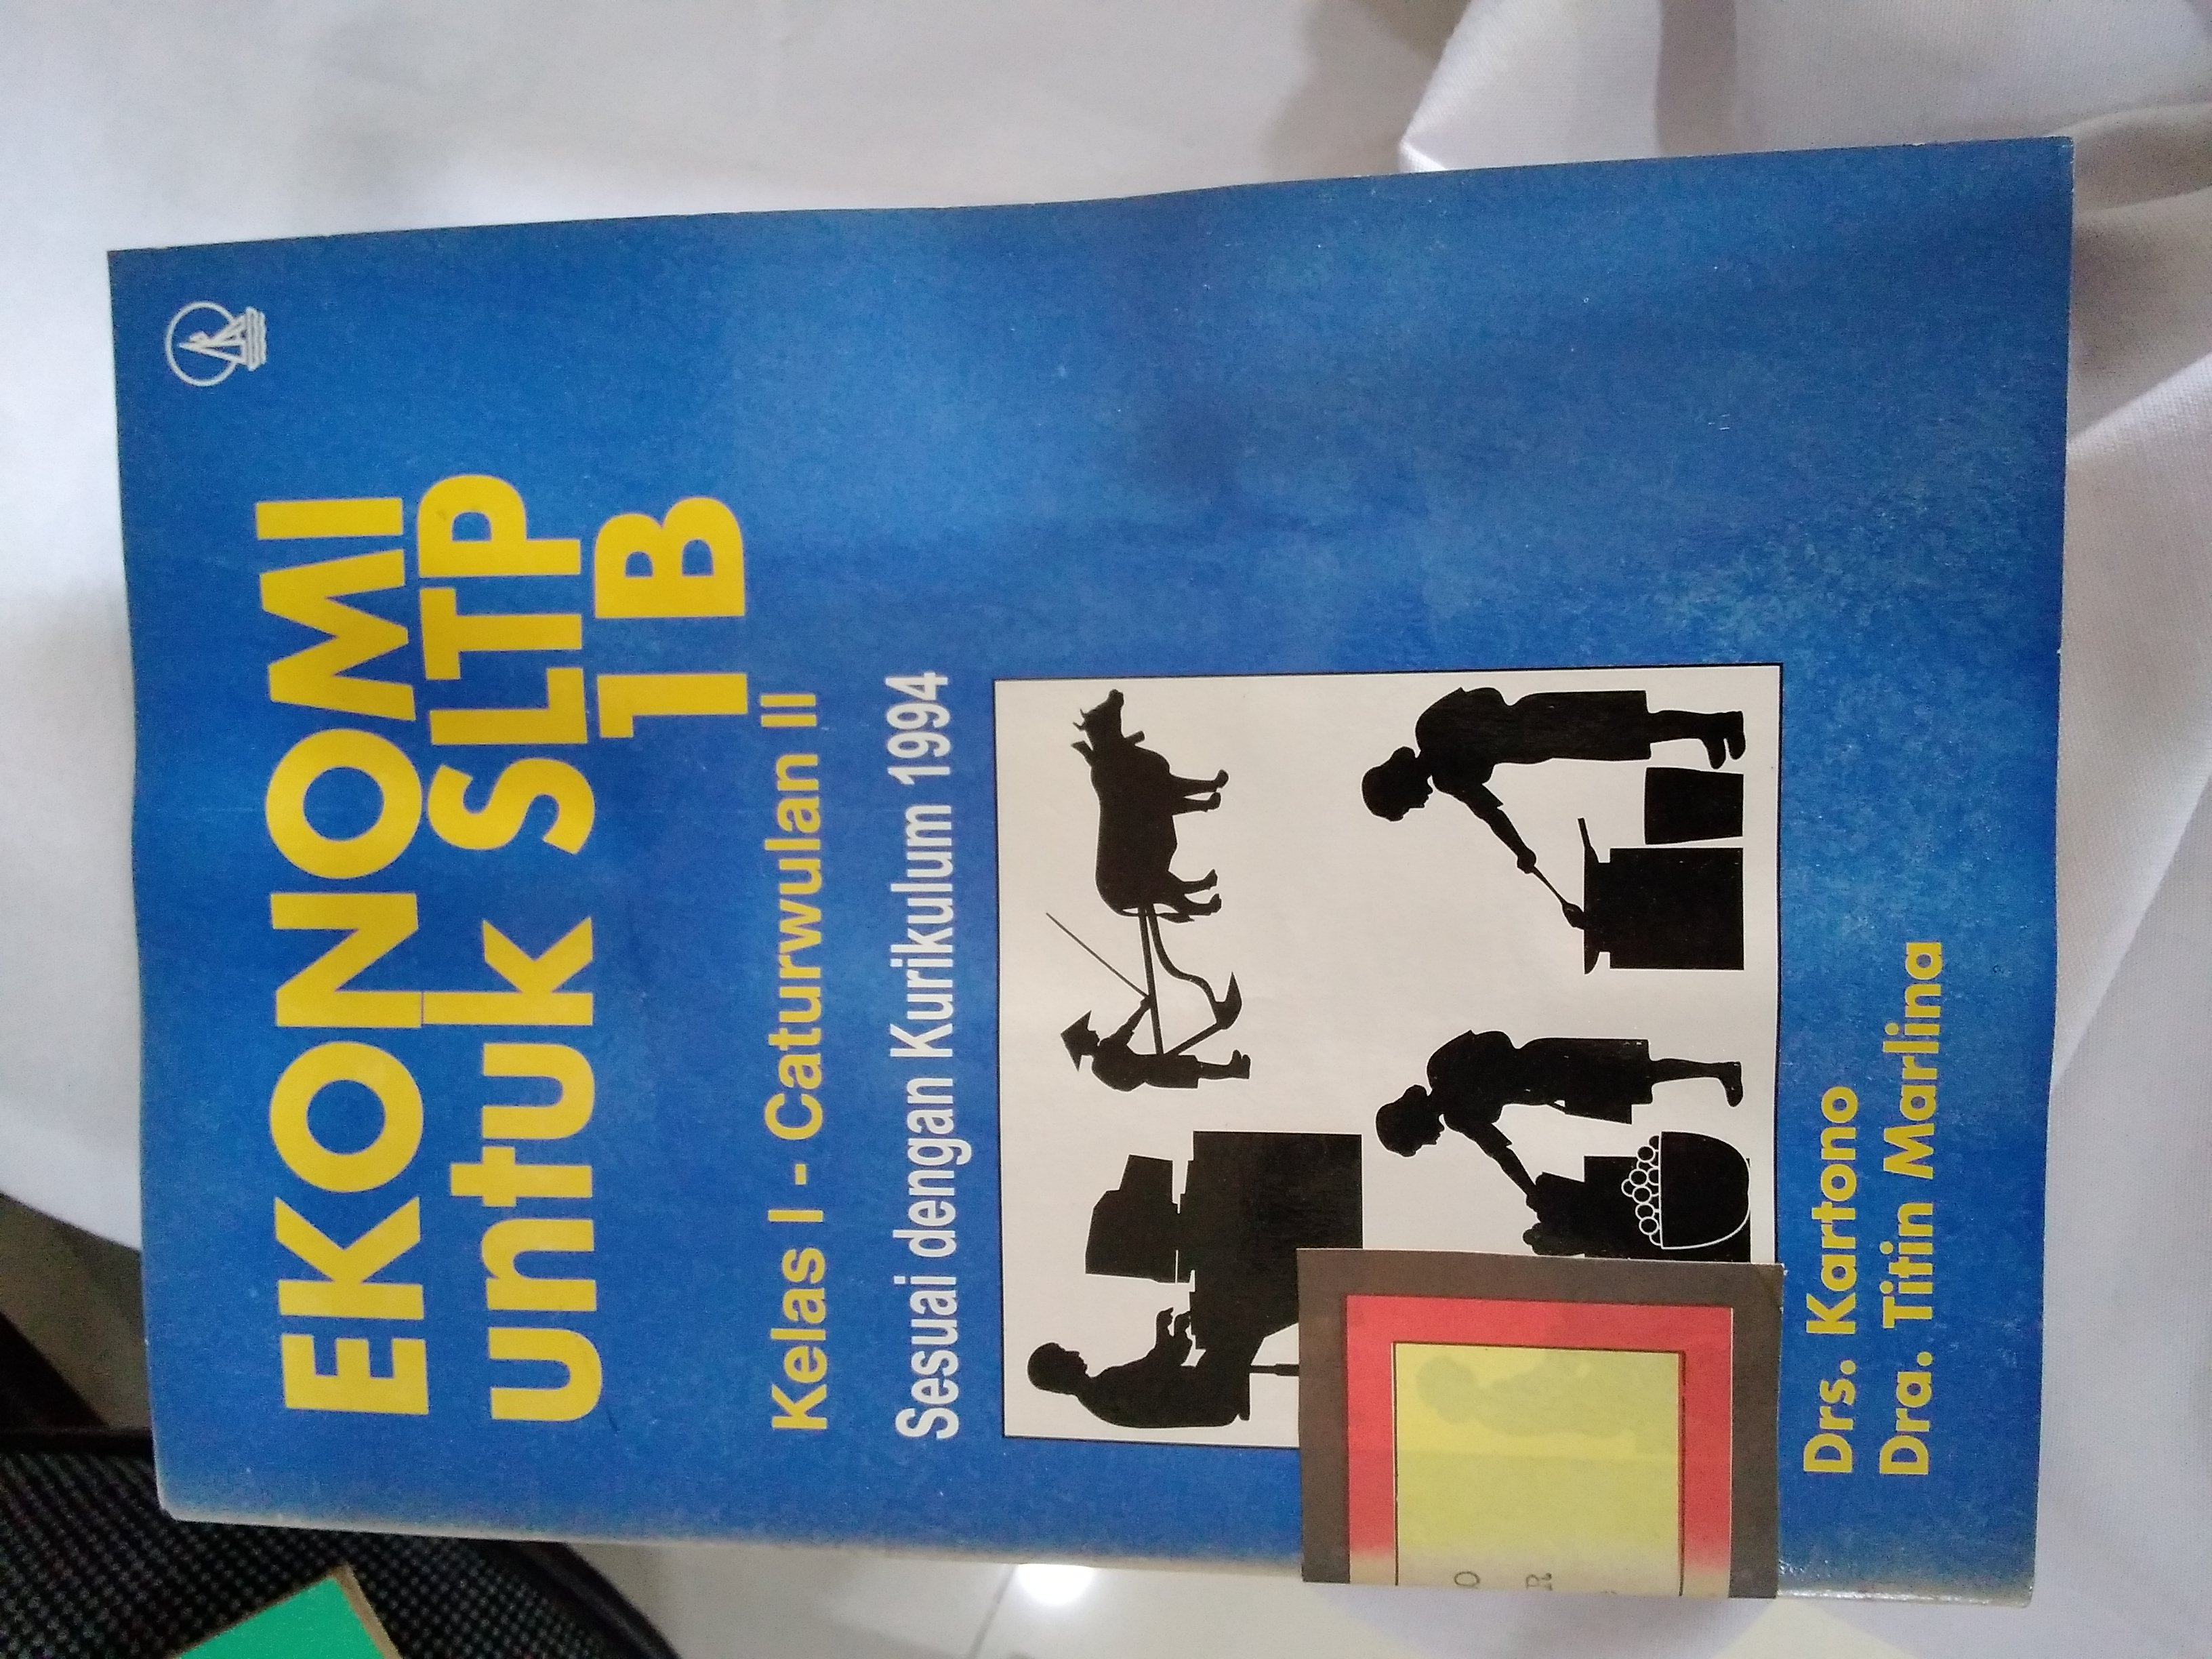 EKONOMI
untuk SLTP
1B
Kelas I - Caturwulan II
Sesuai dengan Kurikulum 1994
Drs. Kartono
Dra. Titin Marlina
O
R